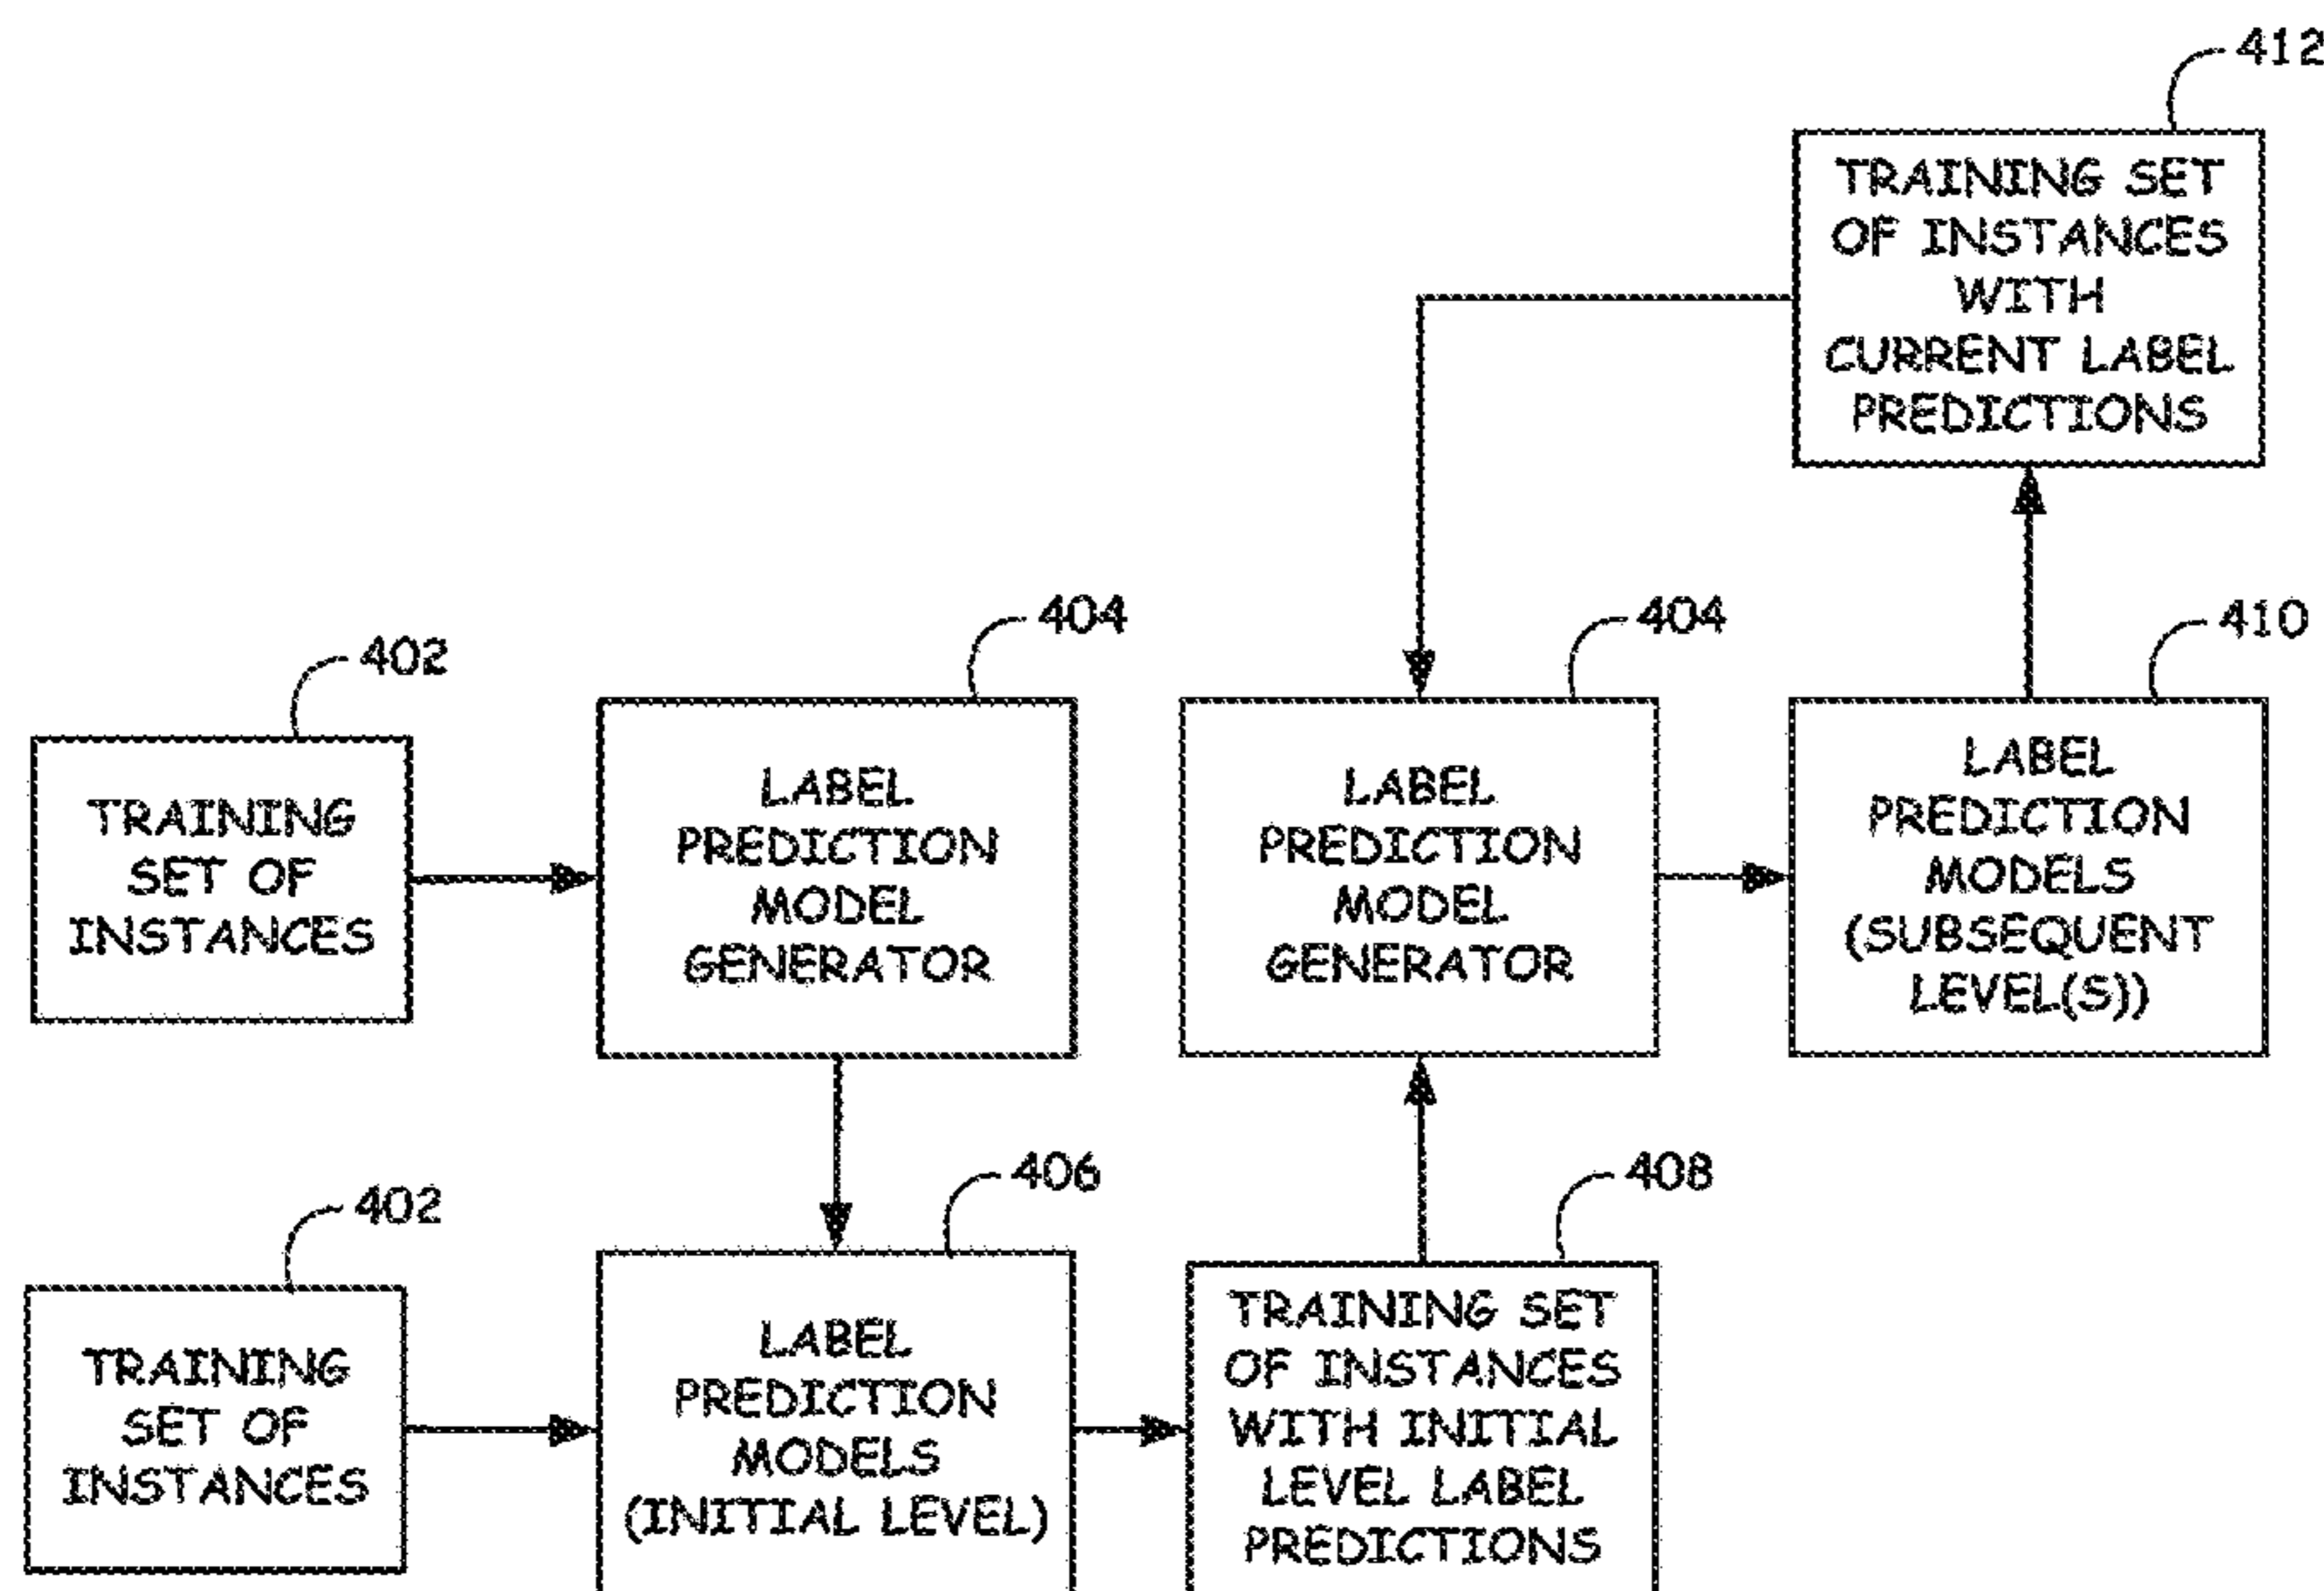 412
TRAINING SET
OF INSTANCES
WITH
CURRENT LABEL
PREDICTIONS
402
TRAINING
SET OF
INSTANCES
404
LABEL
PREDICTION
MODEL
GENERATOR
404
LABEL
PREDICTION
MODEL
GENERATOR
410
LABEL
PREDICTION
MODELS
(SUBSEQUENT
LEVEL(S))
402
TRAINING
SET OF
INSTANCES
406
LABEL
PREDICTION
MODELS
(INITIAL LEVEL)
408
TRAINING SET
OF INSTANCES
WITH INITIAL
LEVEL LABEL
PREDICTIONS